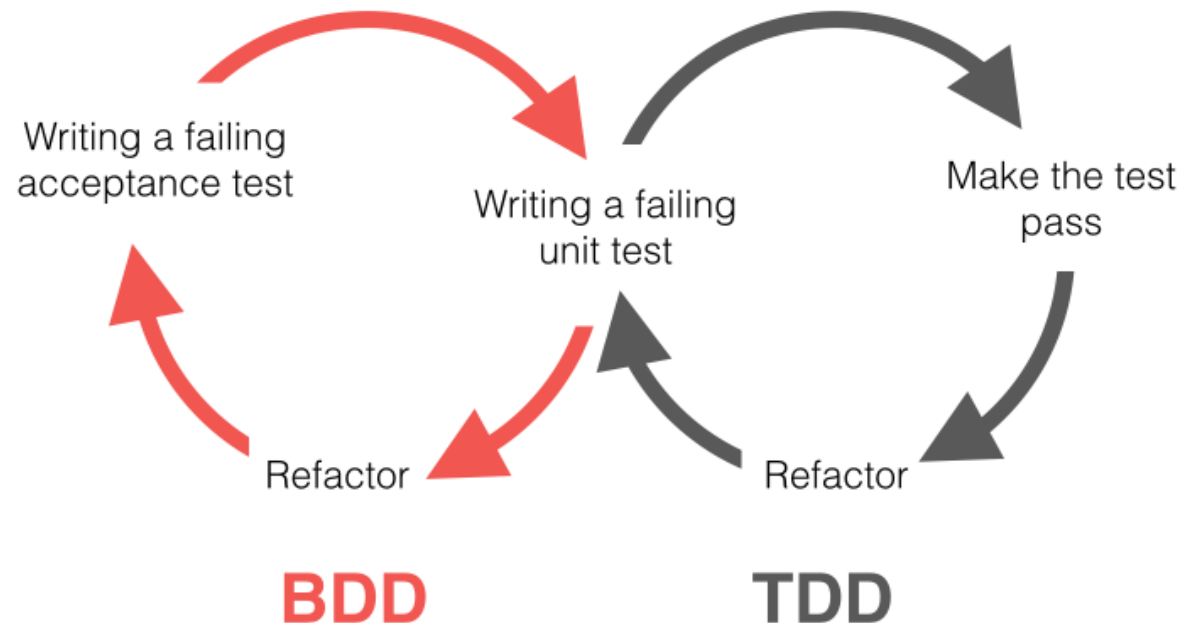 Writing a failing
acceptance test
Writing a failing
unit test
Make the test
pass
Refactor
Refactor
BDD
TDD